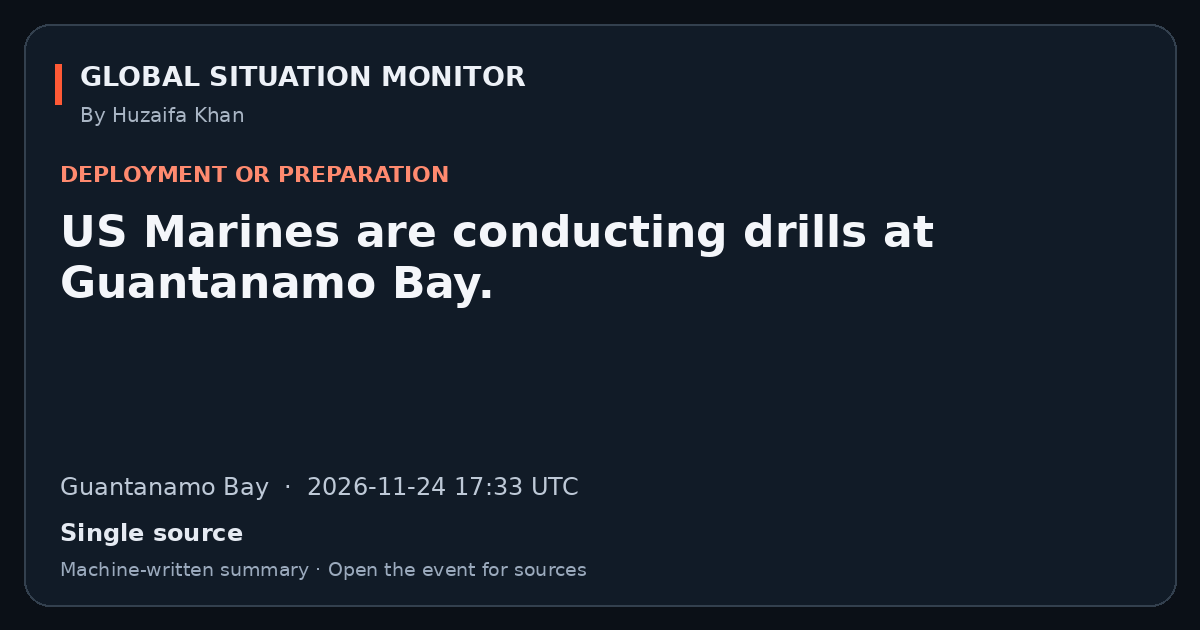 GLOBAL SITUATION MONITOR
By Huzaifa Khan
DEPLOYMENT OR PREPARATION
US Marines are conducting drills at
Guantanamo Bay.
Guantanamo Bay · 2026-11-24 17:33 UTC
Single source
Machine-written summary · Open the event for sources